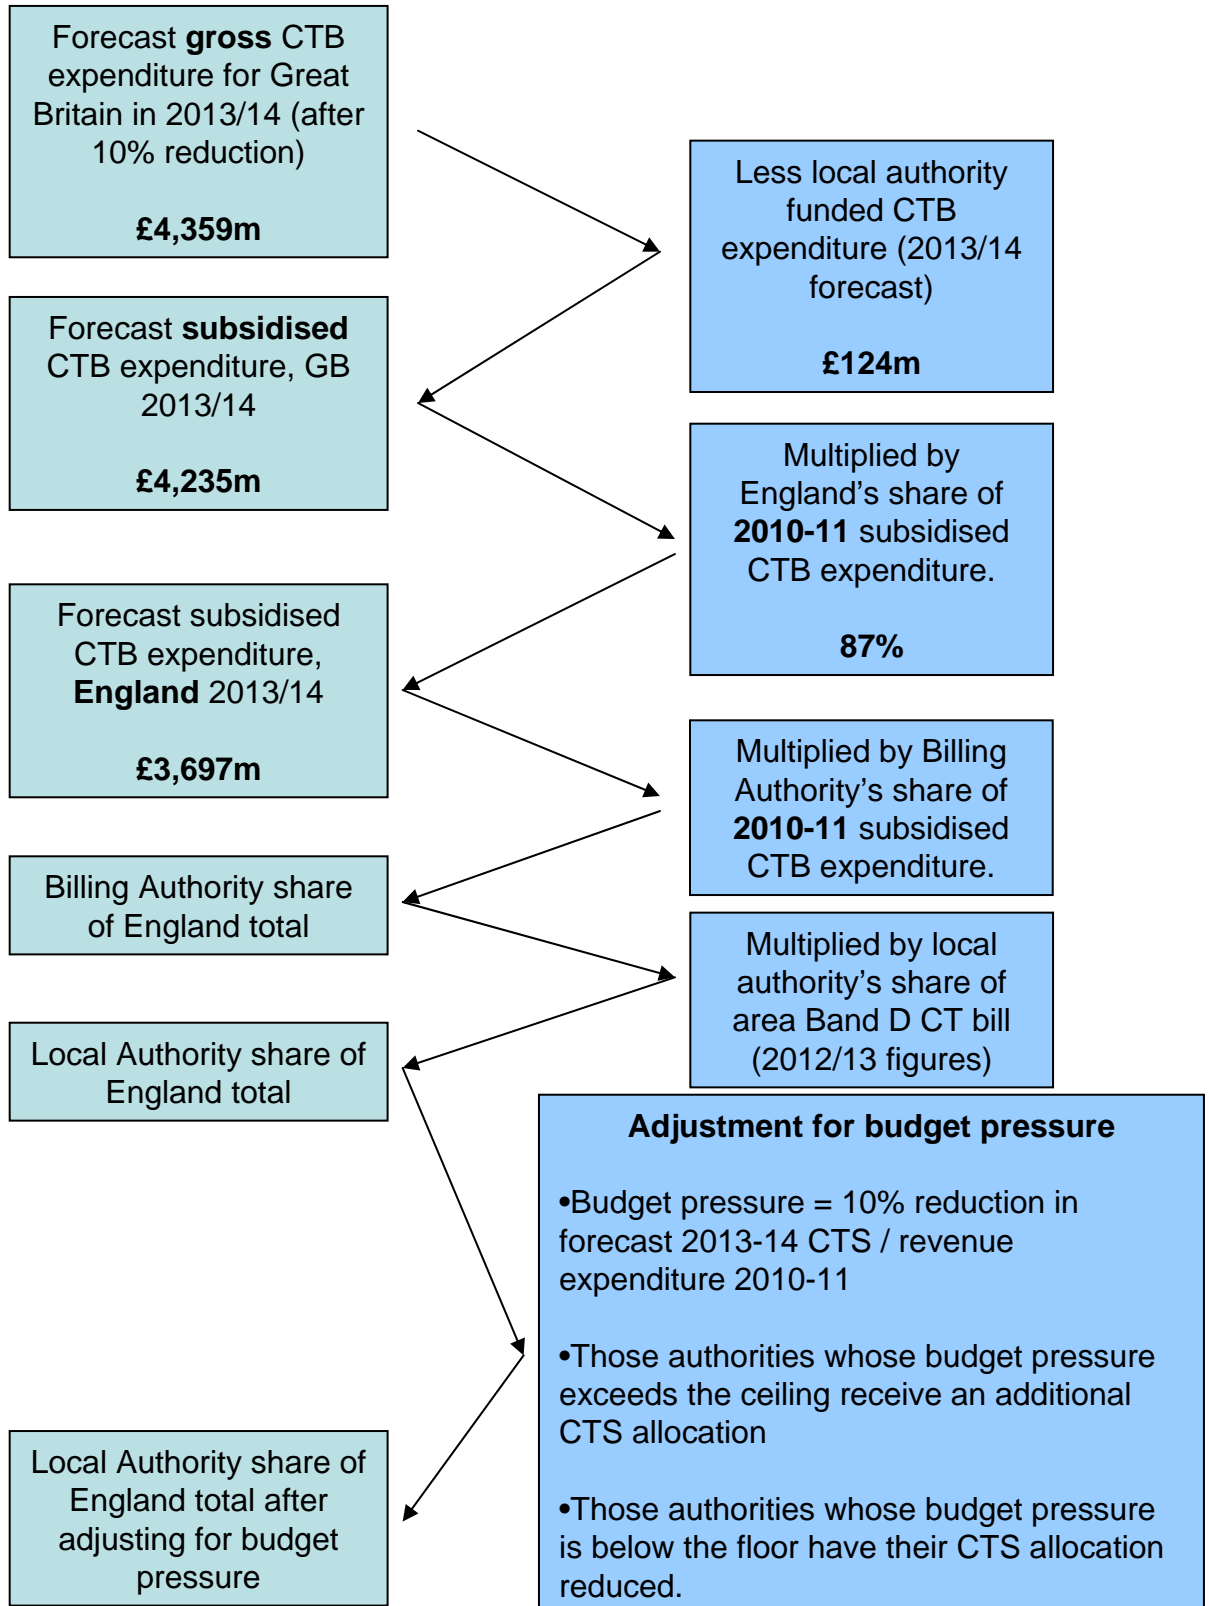 Forecast gross CTB
expenditure for Great
Britain in 2013/14 (after
10% reduction)
£4,359m
Less local authority
funded CTB
expenditure (2013/14
forecast)
£124m
Forecast subsidised
CTB expenditure, GB
2013/14
£4,235m
Multiplied by
England’s share of
2010-11 subsidised
CTB expenditure.
87%
Forecast subsidised
CTB expenditure,
England 2013/14
£3,697m
Multiplied by Billing
Authority’s share of
2010-11 subsidised
CTB expenditure.
Billing Authority share
of England total
Multiplied by local
authority’s share of
area Band D CT bill
(2012/13 figures)
Local Authority share of
England total
Adjustment for budget pressure
•Budget pressure = 10% reduction in
forecast 2013-14 CTS / revenue
expenditure 2010-11
•Those authorities whose budget pressure
exceeds the ceiling receive an additional
CTS allocation
•Those authorities whose budget pressure
is below the floor have their CTS allocation
reduced.
Local Authority share of
England total after
adjusting for budget
pressure